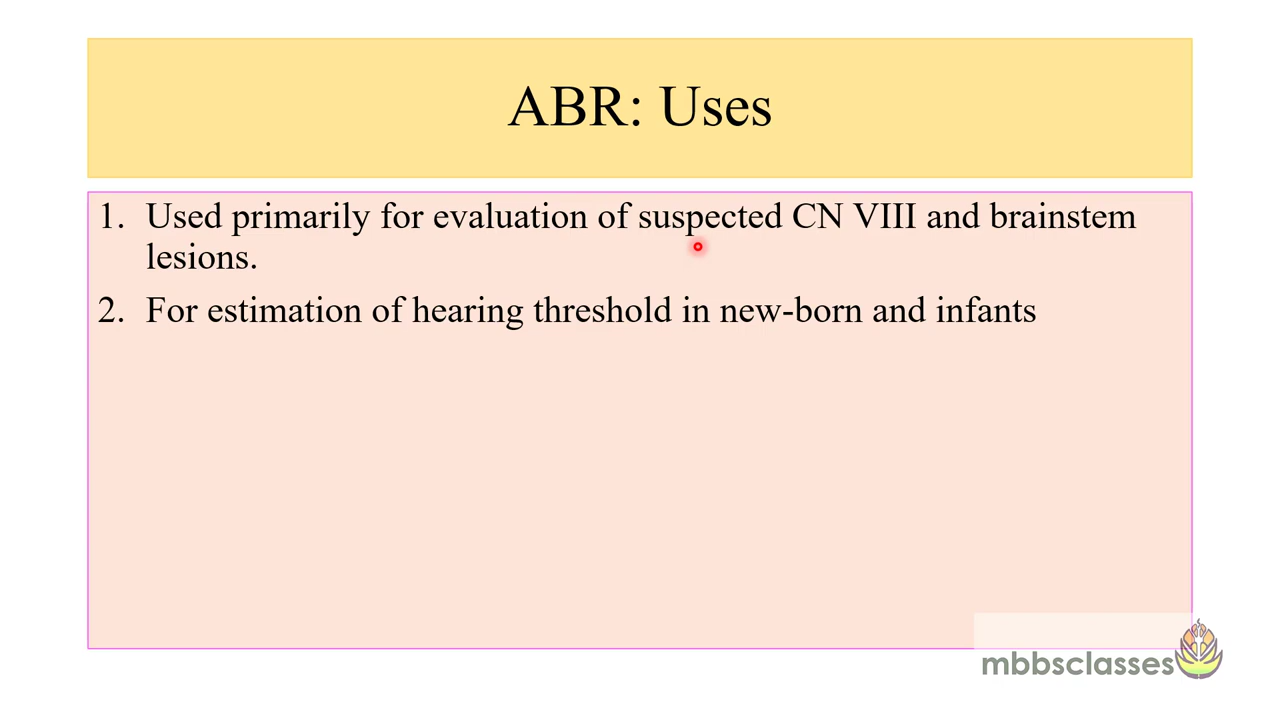 ABR: Uses
1. Used primarily for evaluation of suspected CN VIII and brainstem
lesions.
2. For estimation of hearing threshold in new-born and infants
mbbsclasses